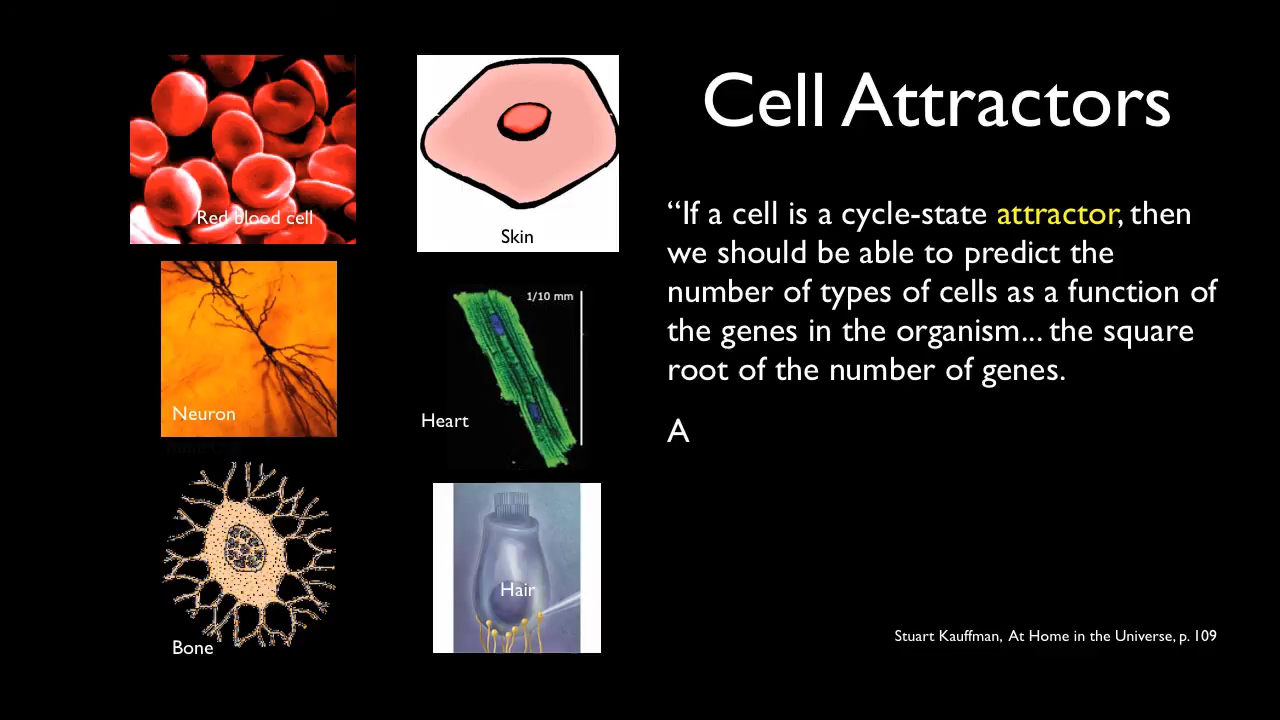 Cell Attractors
Red blood cell
Skin
“If a cell is a cycle-state attractor, then
we should be able to predict the
number of types of cells as a function of
the genes in the organism... the square
root of the number of genes.
A
1/10 mm
Neuron
Heart
Hair
Bone
Stuart Kauffman, At Home in the Universe, p. 109